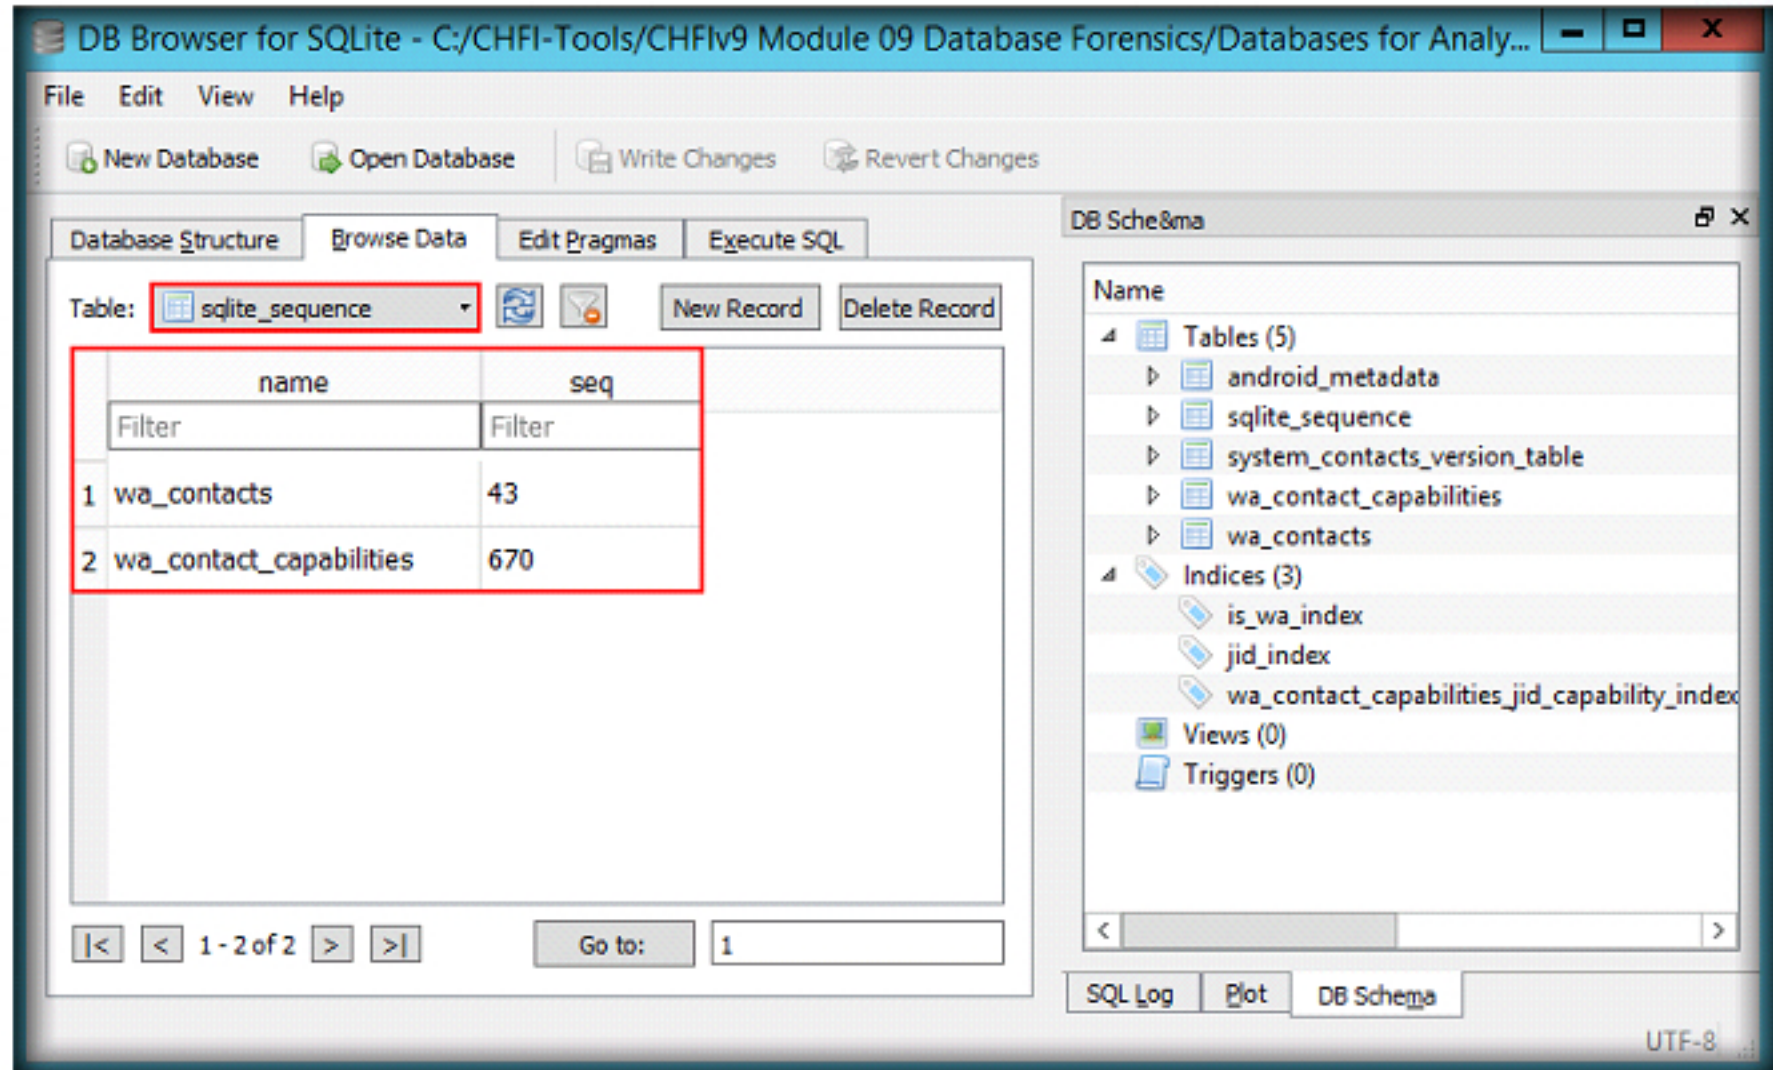 DB Browser for SQLite - C:/CHFI-Tools/CHFIv9 Module 09 Database Forensics/Databases for Analy...
File Edit View Help
New Database Open Database Write Changes Revert Changes
Database Structure Browse Data Edit Pragmas Execute SQL
Table: sqlite_sequence New Record Delete Record
name seq
Filter Filter
1 wa_contacts 43
2 wa_contact_capabilities 670
|< < 1 - 2 of 2 > >| Go to: 1
DB Sche&ma
Name
Tables (5)
android_metadata
sqlite_sequence
system_contacts_version_table
wa_contact_capabilities
wa_contacts
Indices (3)
is_wa_index
jid_index
wa_contact_capabilities_jid_capability_index
Views (0)
Triggers (0)
SQL Log Plot DB Schema
UTF-8